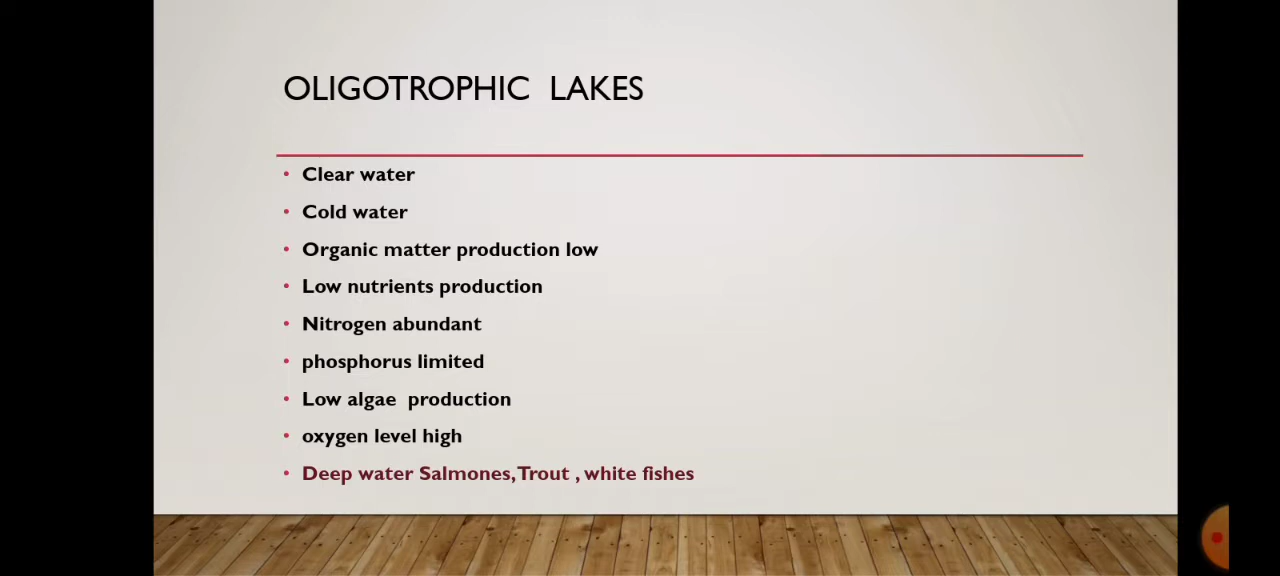 OLIGOTROPHIC LAKES
• Clear water
• Cold water
• Organic matter production low
• Low nutrients production
• Nitrogen abundant
• phosphorus limited
• Low algae production
• oxygen level high
• Deep water Salmones,Trout , white fishes